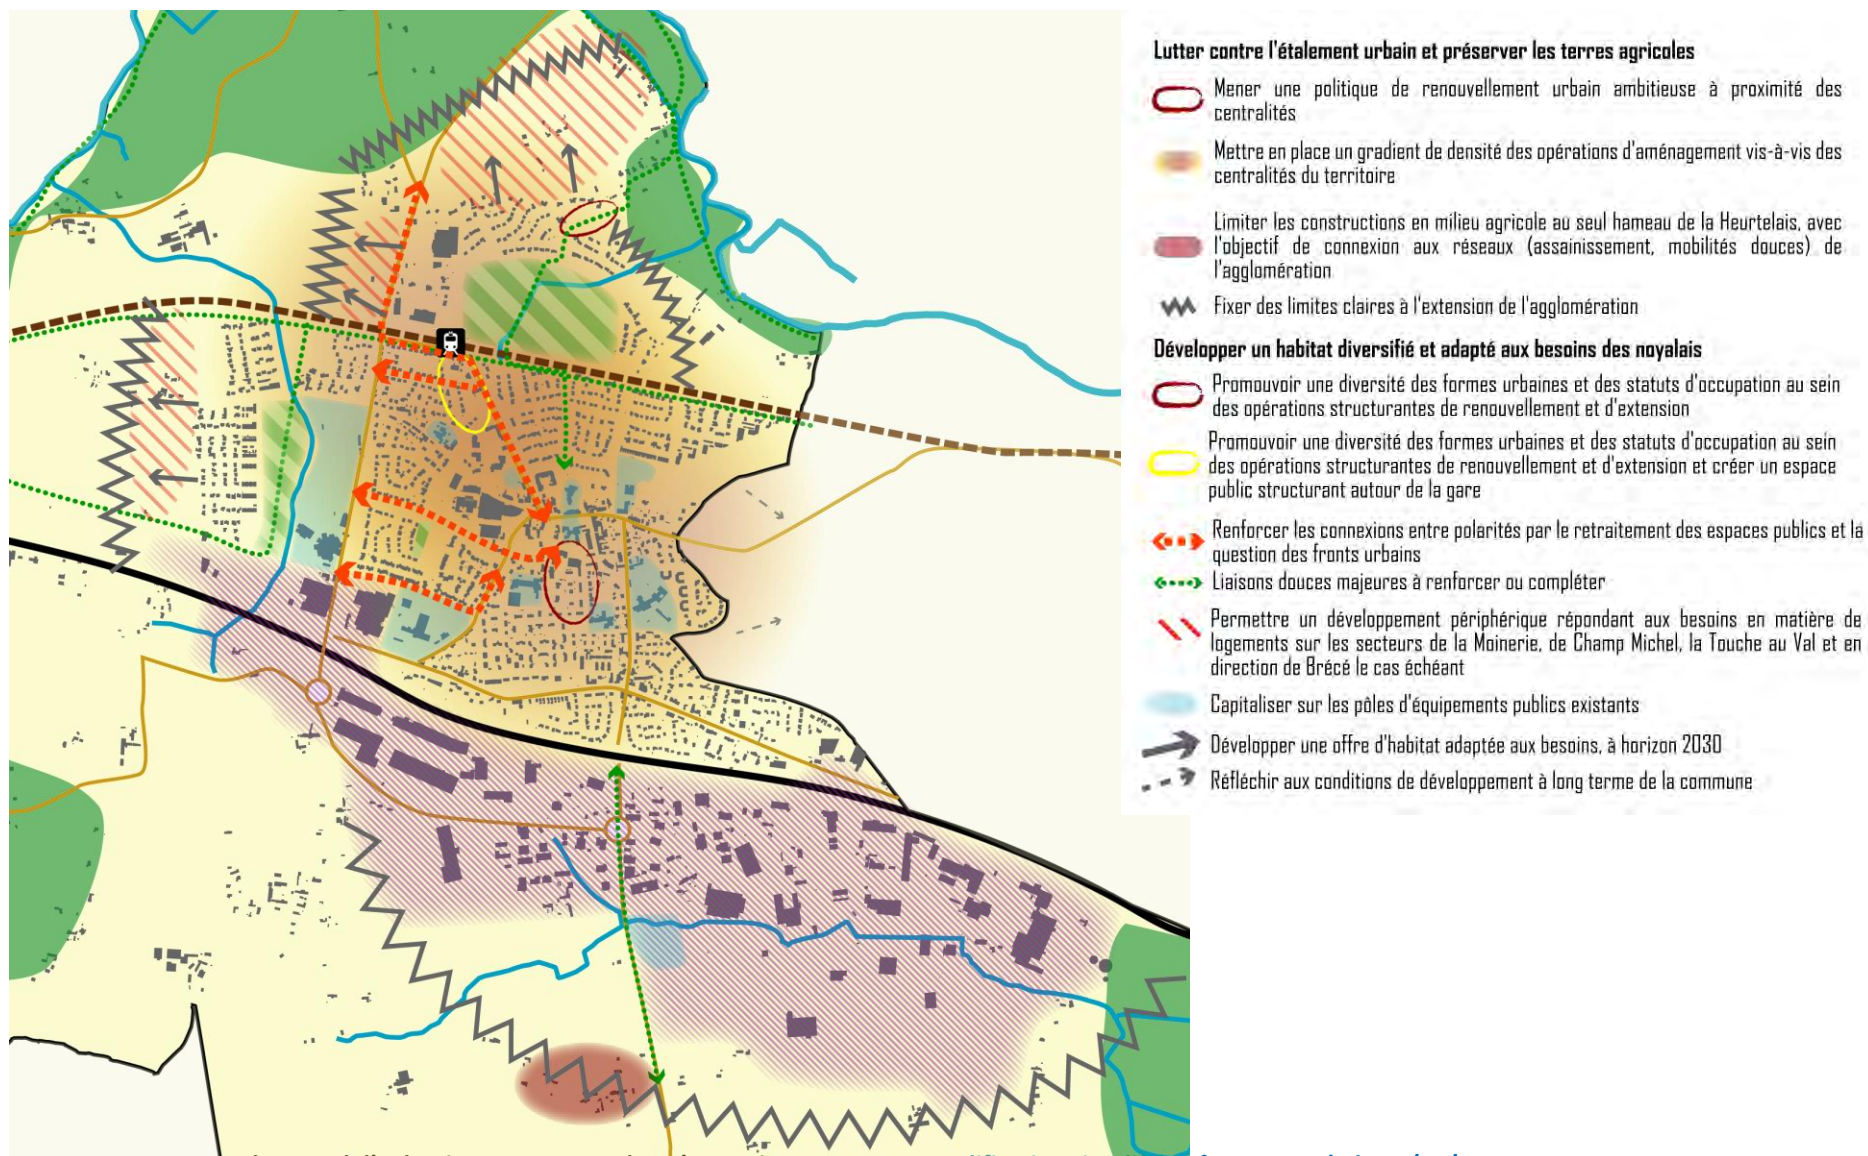 Lutter contre l'étalement urbain et préserver les terres agricoles
Mener une politique de renouvellement urbain ambitieuse à proximité des
centralités
Mettre en place un gradient de densité des opérations d'aménagement vis-à-vis des
centralités du territoire
Limiter les constructions en milieu agricole au seul hameau de la Heurtelais, avec
l'objectif de connexion aux réseaux (assainissement, mobilités douces) de
l'agglomération
Fixer des limites claires à l'extension de l'agglomération
Développer un habitat diversifié et adapté aux besoins des noyalais
Promouvoir une diversité des formes urbaines et des statuts d'occupation au sein
des opérations structurantes de renouvellement et d'extension
Promouvoir une diversité des formes urbaines et des statuts d'occupation au sein
des opérations structurantes de renouvellement et d'extension et créer un espace
public structurant autour de la gare
Renforcer les connexions entre polarités par le retraitement des espaces publics et la
question des fronts urbains
Liaisons douces majeures à renforcer ou compléter
Permettre un développement périphérique répondant aux besoins en matière de
logements sur les secteurs de la Moinerie, de Champ Michel, la Touche au Val et en
direction de Brécé le cas échéant
Capitaliser sur les pôles d'équipements publics existants
Développer une offre d'habitat adaptée aux besoins, à horizon 2030
Réfléchir aux conditions de développement à long terme de la commune